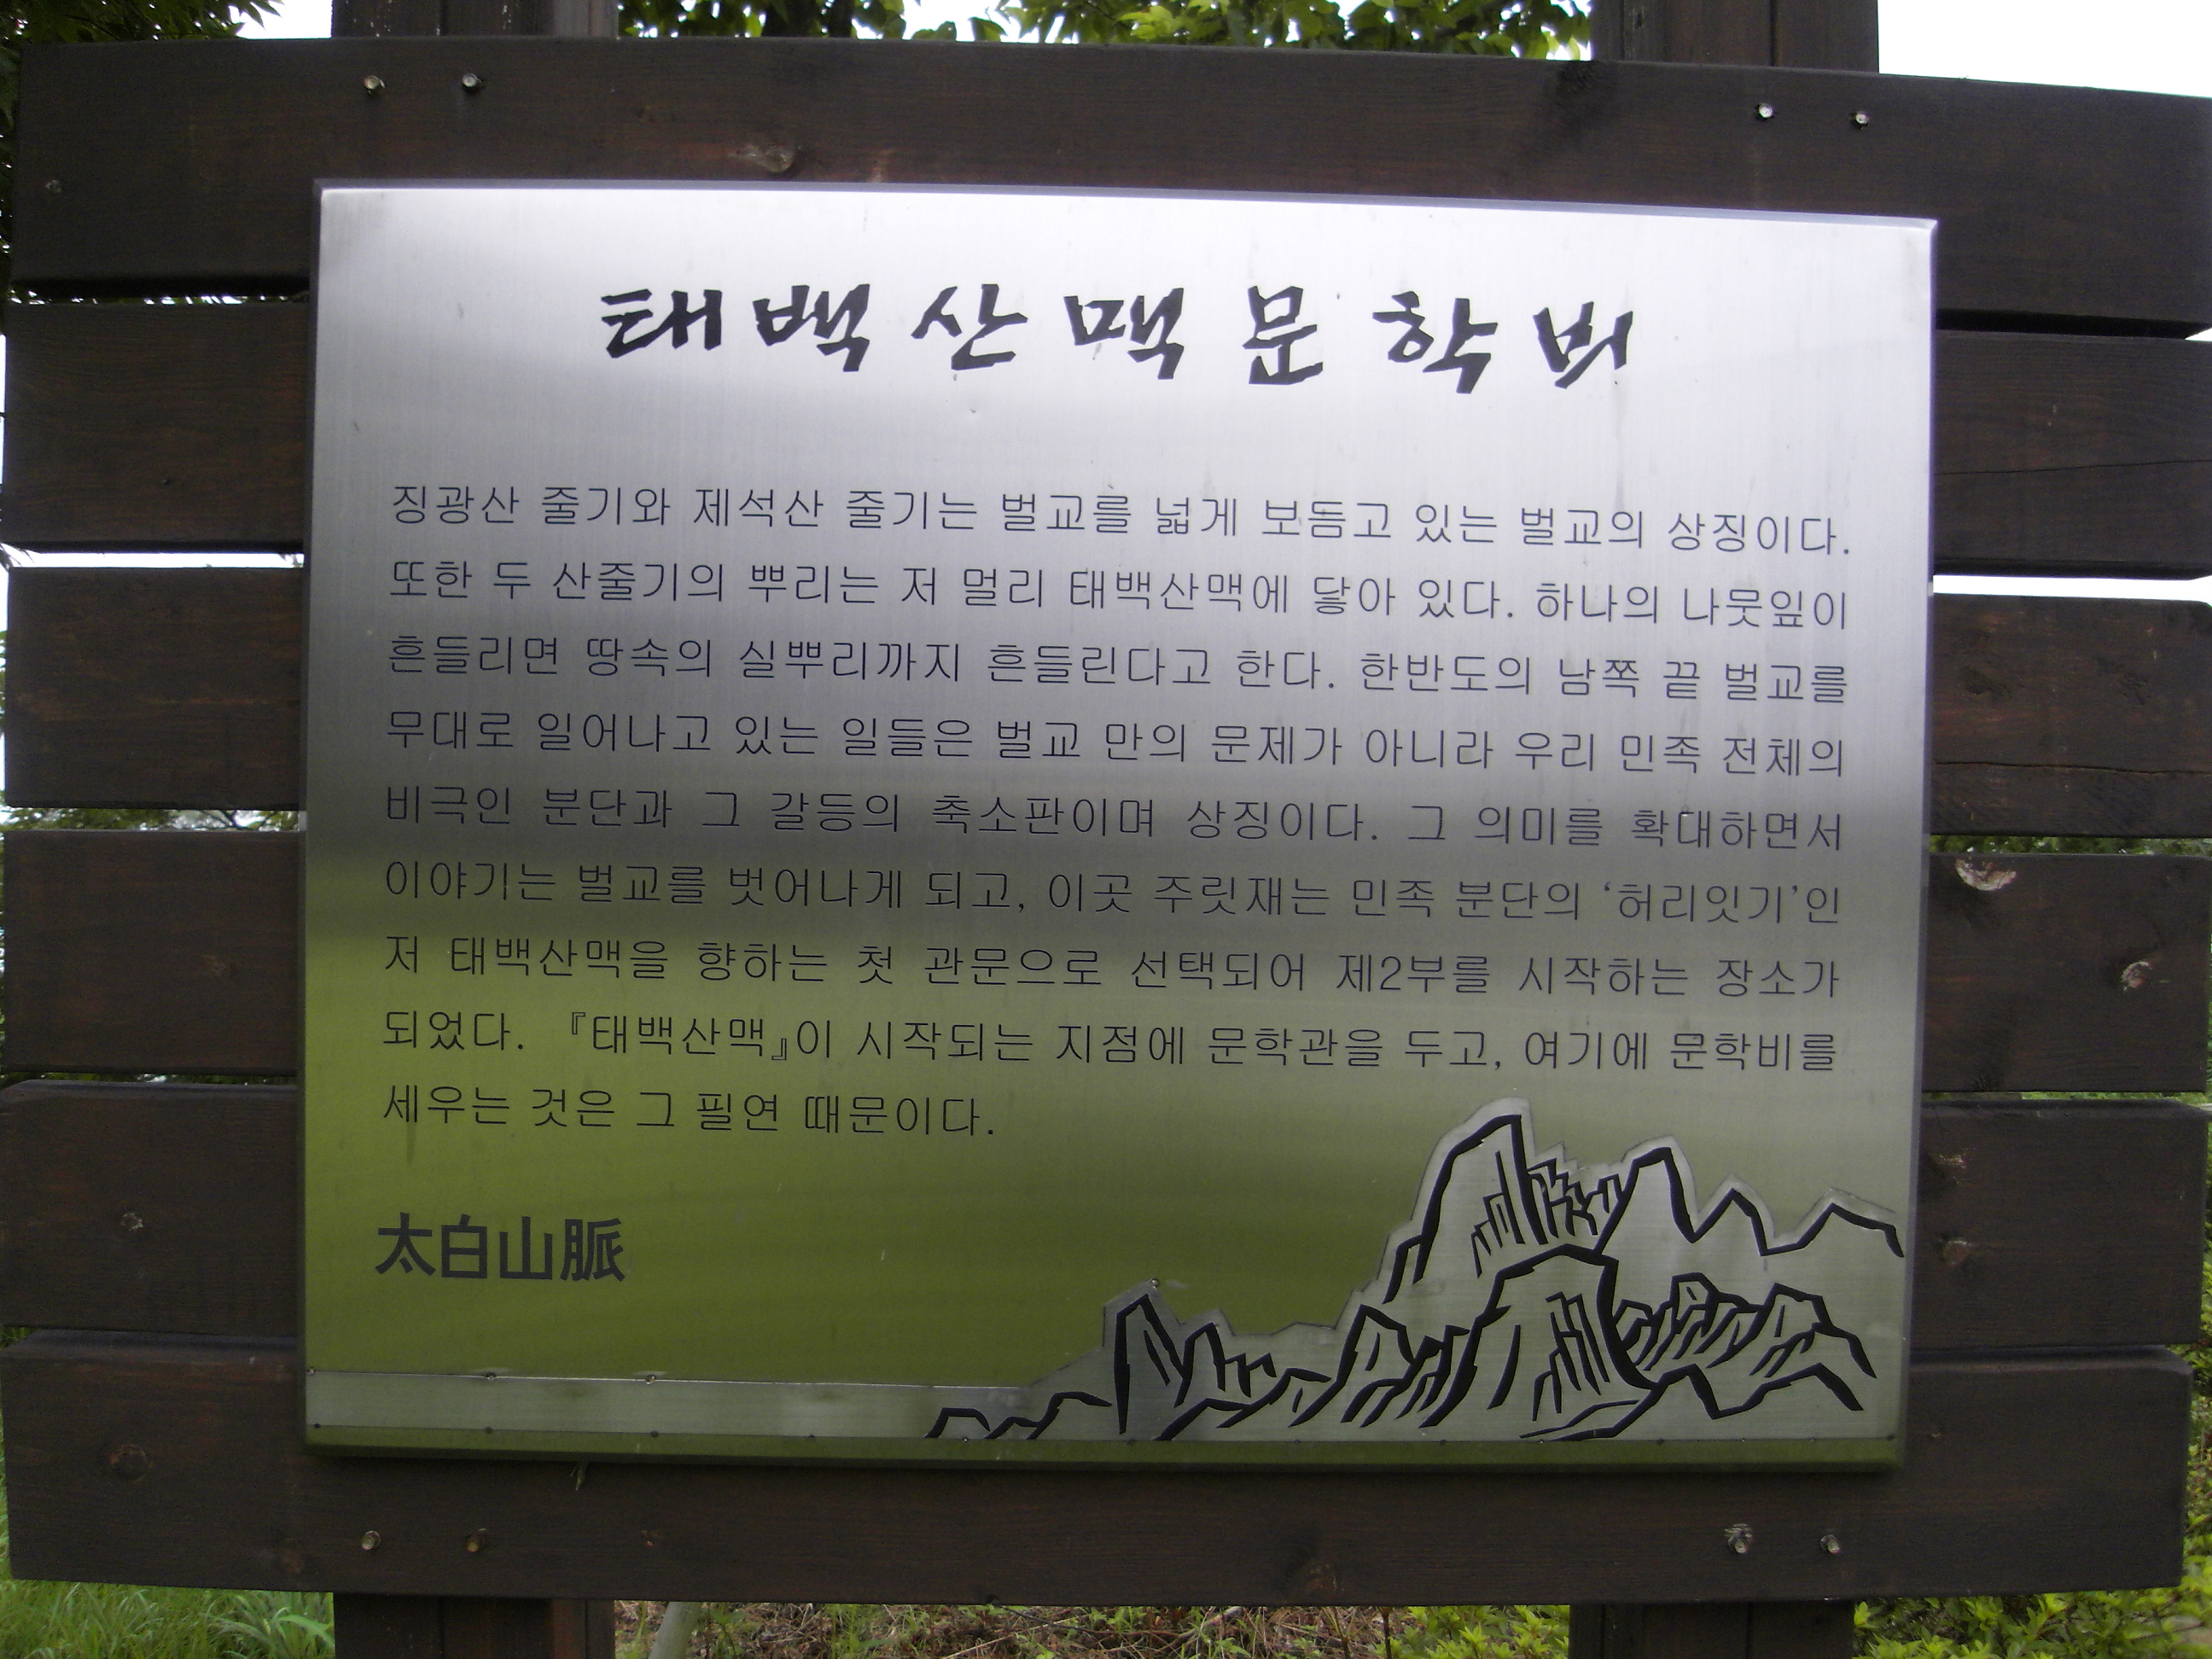 태백산맥문학비
징광산 줄기와 제석산 줄기는 벌교를 넓게 보듬고 있는 벌교의 상징이다.
또한 두 산줄기의 뿌리는 저 멀리 태백산맥에 닿아 있다. 하나의 나뭇잎이
흔들리면 땅속의 실뿌리까지 흔들린다고 한다. 한반도의 남쪽 끝 벌교를
무대로 일어나고 있는 일들은 벌교 만의 문제가 아니라 우리 민족 전체의
비극인 분단과 그 갈등의 축소판이며 상징이다. 그 의미를 확대하면서
이야기는 벌교를 벗어나게 되고, 이곳 주릿재는 민족 분단의 ‘허리잇기’인
저 태백산맥을 향하는 첫 관문으로 선택되어 제2부를 시작하는 장소가
되었다. 『태백산맥』이 시작되는 지점에 문학관을 두고, 여기에 문학비를
세우는 것은 그 필연 때문이다.
太白山脈